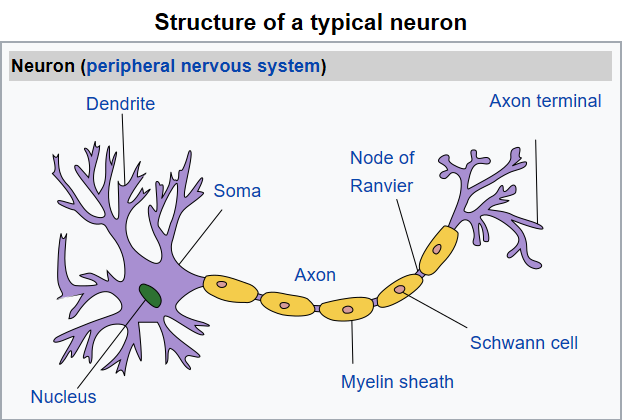 Structure of a typical neuron
Neuron (peripheral nervous system)
Dendrite
Axon terminal
Node of
Ranvier
Soma
Axon
Schwann cell
Myelin sheath
Nucleus